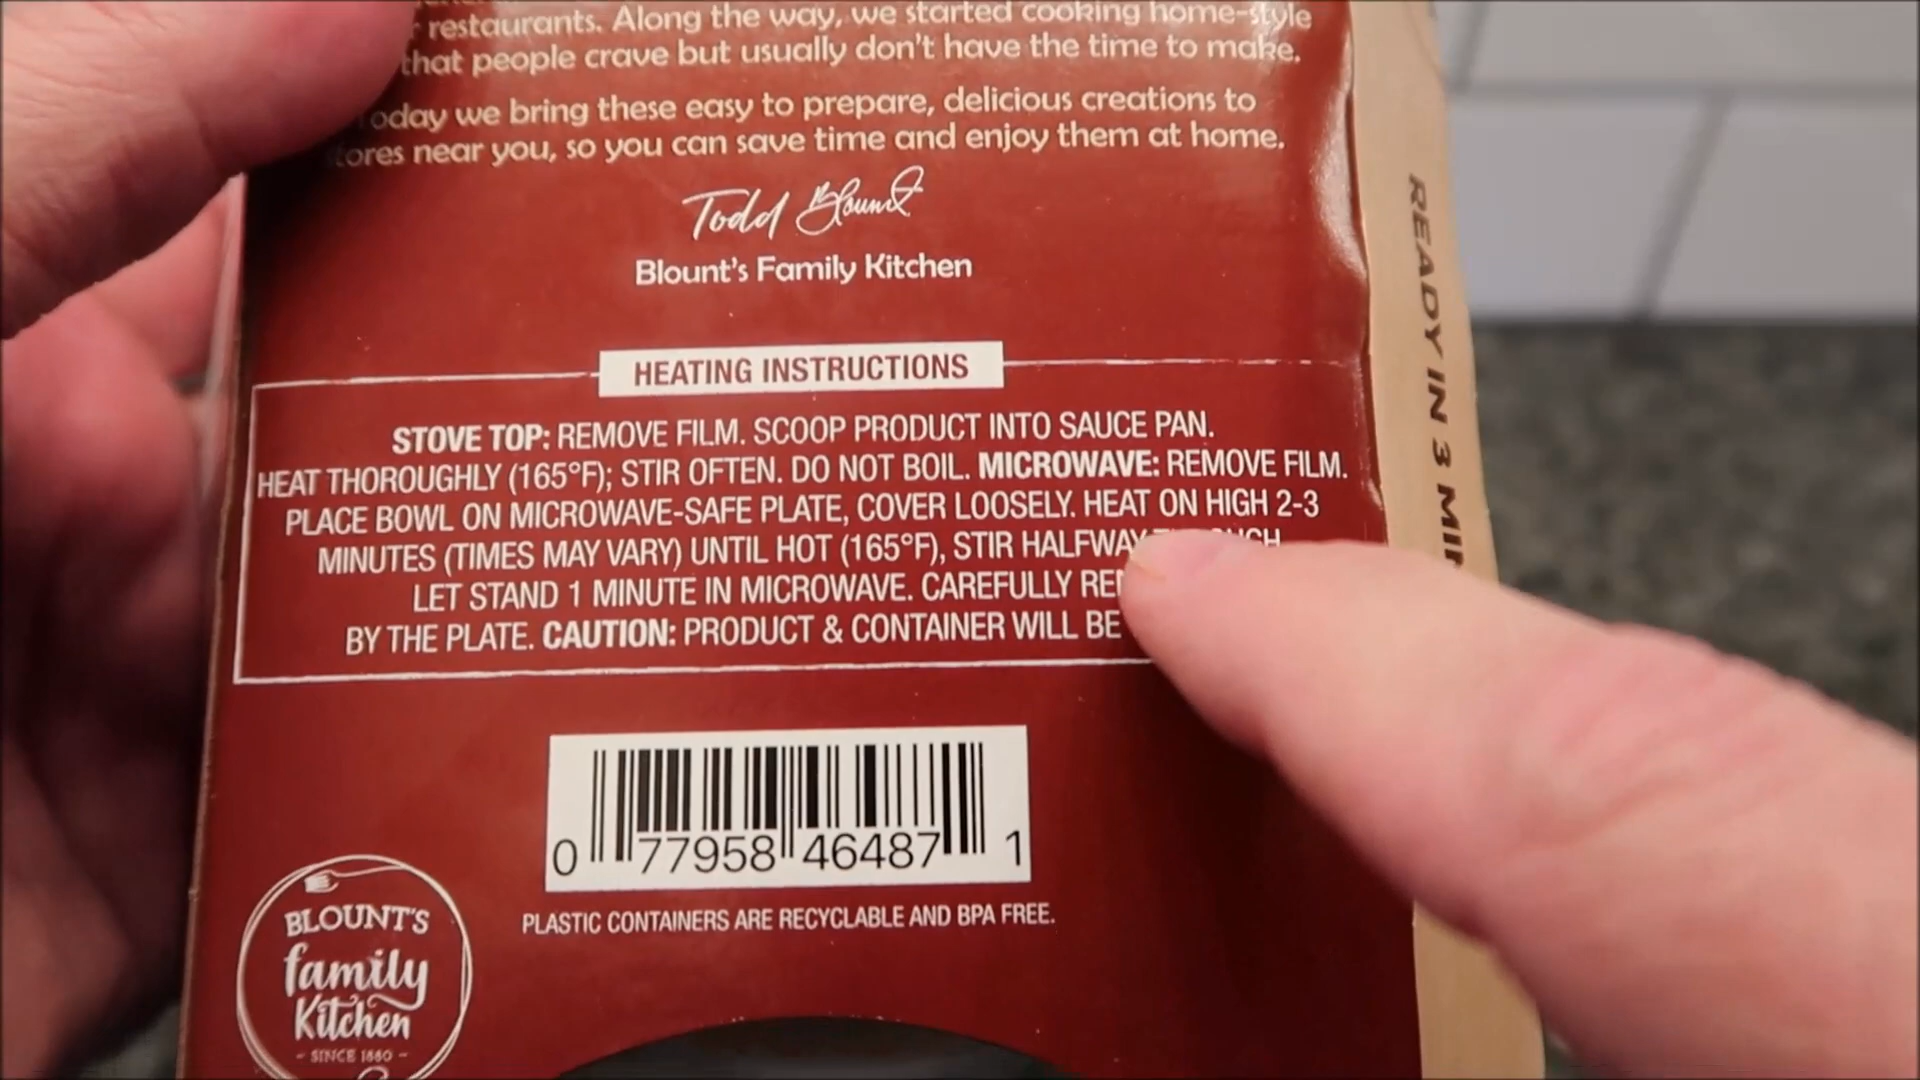 restaurants. Along the way, we started cooking home-style
that people crave but usually don't have the time to make.
oday we bring these easy to prepare, delicious creations to
tores near you, so you can save time and enjoy them at home.
Todd Blount
Blount's Family Kitchen
HEATING INSTRUCTIONS
STOVE TOP: REMOVE FILM. SCOOP PRODUCT INTO SAUCE PAN.
HEAT THOROUGHLY (165°F); STIR OFTEN. DO NOT BOIL. MICROWAVE: REMOVE FILM.
PLACE BOWL ON MICROWAVE-SAFE PLATE, COVER LOOSELY. HEAT ON HIGH 2-3
MINUTES (TIMES MAY VARY) UNTIL HOT (165°F), STIR HALFWAY
LET STAND 1 MINUTE IN MICROWAVE. CAREFULLY
BY THE PLATE. CAUTION: PRODUCT & CONTAINER WILL BE
0 77958 46487 1
PLASTIC CONTAINERS ARE RECYCLABLE AND BPA FREE.
BLOUNT'S
family
Kitchen
- SINCE 1880 -
READY IN 3